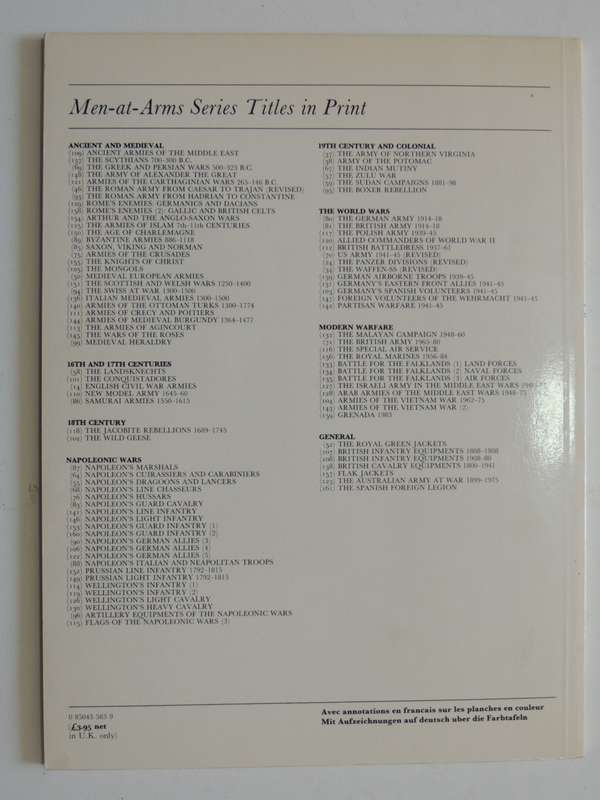 Men-at-Arms Series Titles in Print
ANCIENT AND MEDIEVAL
(109) ANCIENT ARMIES OF THE MIDDLE EAST
(137) THE SCYTHIANS 700-300 B.C.
(69) THE GREEK AND PERSIAN WARS 500-323 B.C.
(148) THE ARMY OF ALEXANDER THE GREAT
(121) ARMIES OF THE CARTHAGINIAN WARS 265-146 B.C.
(46) THE ROMAN ARMY FROM CAESAR TO TRAJAN (REVISED)
(93) THE ROMAN ARMY FROM HADRIAN TO CONSTANTINE
(129) ROME'S ENEMIES: GERMANICS AND DACIANS
(158) ROME'S ENEMIES (2): GALLIC AND BRITISH CELTS
(154) ARTHUR AND THE ANGLO-SAXON WARS
(125) THE ARMIES OF ISLAM 7th-11th CENTURIES
(150) THE AGE OF CHARLEMAGNE
(89) BYZANTINE ARMIES 886-1118
(85) SAXON, VIKING AND NORMAN
(75) ARMIES OF THE CRUSADES
(155) THE KNIGHTS OF CHRIST
(105) THE MONGOLS
(50) MEDIEVAL EUROPEAN ARMIES
(151) THE SCOTTISH AND WELSH WARS 1250-1400
(94) THE SWISS AT WAR 1300-1500
(136) ITALIAN MEDIEVAL ARMIES 1300-1500
(140) ARMIES OF THE OTTOMAN TURKS 1300-1774
(111) ARMIES OF CRECY AND POITIERS
(144) ARMIES OF MEDIEVAL BURGUNDY 1364-1477
(113) THE ARMIES OF AGINCOURT
(145) THE WARS OF THE ROSES
(99) MEDIEVAL HERALDRY
16TH AND 17TH CENTURIES
(58) THE LANDSKNECHTS
(101) THE CONQUISTADORES
(14) ENGLISH CIVIL WAR ARMIES
(110) NEW MODEL ARMY 1645-60
(86) SAMURAI ARMIES 1550-1615
18TH CENTURY
(118) THE JACOBITE REBELLIONS 1689-1745
(102) THE WILD GEESE
NAPOLEONIC WARS
(87) NAPOLEON'S MARSHALS
(64) NAPOLEON'S CUIRASSIERS AND CARABINIERS
(55) NAPOLEON'S DRAGOONS AND LANCERS
(68) NAPOLEON'S LINE CHASSEURS
(76) NAPOLEON'S HUSSARS
(83) NAPOLEON'S GUARD CAVALRY
(141) NAPOLEON'S LINE INFANTRY
(146) NAPOLEON'S LIGHT INFANTRY
(153) NAPOLEON'S GUARD INFANTRY (1)
(160) NAPOLEON'S GUARD INFANTRY (2)
(90) NAPOLEON'S GERMAN ALLIES (3)
(106) NAPOLEON'S GERMAN ALLIES (4)
(122) NAPOLEON'S GERMAN ALLIES (5)
(88) NAPOLEON'S ITALIAN AND NEAPOLITAN TROOPS
(152) PRUSSIAN LINE INFANTRY 1792-1815
(149) PRUSSIAN LIGHT INFANTRY 1792-1815
(114) WELLINGTON'S INFANTRY (1)
(119) WELLINGTON'S INFANTRY (2)
(126) WELLINGTON'S LIGHT CAVALRY
(130) WELLINGTON'S HEAVY CAVALRY
(96) ARTILLERY EQUIPMENTS OF THE NAPOLEONIC WARS
(115) FLAGS OF THE NAPOLEONIC WARS (3)
19TH CENTURY AND COLONIAL
(37) THE ARMY OF NORTHERN VIRGINIA
(38) ARMY OF THE POTOMAC
(67) THE INDIAN MUTINY
(57) THE ZULU WAR
(59) THE SUDAN CAMPAIGNS 1881-98
(95) THE BOXER REBELLION
THE WORLD WARS
(80) THE GERMAN ARMY 1914-18
(81) THE BRITISH ARMY 1914-18
(117) THE POLISH ARMY 1939-45
(120) ALLIED COMMANDERS OF WORLD WAR II
(112) BRITISH BATTLEDRESS 1937-61
(70) US ARMY 1941-45 (REVISED)
(24) THE PANZER DIVISIONS (REVISED)
(34) THE WAFFEN-SS (REVISED)
(139) GERMAN AIRBORNE TROOPS 1939-45
(131) GERMANY'S EASTERN FRONT ALLIES 1941-45
(103) GERMANY'S SPANISH VOLUNTEERS 1941-45
(147) FOREIGN VOLUNTEERS OF THE WEHRMACHT 1941-45
(142) PARTISAN WARFARE 1941-45
MODERN WARFARE
(132) THE MALAYAN CAMPAIGN 1948-60
(71) THE BRITISH ARMY 1965-80
(116) THE SPECIAL AIR SERVICE
(156) THE ROYAL MARINES 1956-84
(133) BATTLE FOR THE FALKLANDS (1) LAND FORCES
(134) BATTLE FOR THE FALKLANDS (2) NAVAL FORCES
(135) BATTLE FOR THE FALKLANDS (3) AIR FORCES
(127) THE ISRAELI ARMY IN THE MIDDLE EAST WARS
(128) ARAB ARMIES OF THE MIDDLE EAST WARS 1948-73
(104) ARMIES OF THE VIETNAM WAR 1962-75
(143) ARMIES OF THE VIETNAM WAR (2)
(159) GRENADA 1983
GENERAL
(52) THE ROYAL GREEN JACKETS
(107) BRITISH INFANTRY EQUIPMENTS 1808-1908
(108) BRITISH INFANTRY EQUIPMENTS 1908-80
(138) BRITISH CAVALRY EQUIPMENTS 1800-1941
(157) FLAK JACKETS
(123) THE AUSTRALIAN ARMY AT WAR 1899-1975
(161) THE SPANISH FOREIGN LEGION
0 85045 583 9
(£3.95 net
in U.K. only)
Avec annotations en francais sur les planches en couleur
Mit Aufzeichnungen auf deutsch uber die Farbtafeln